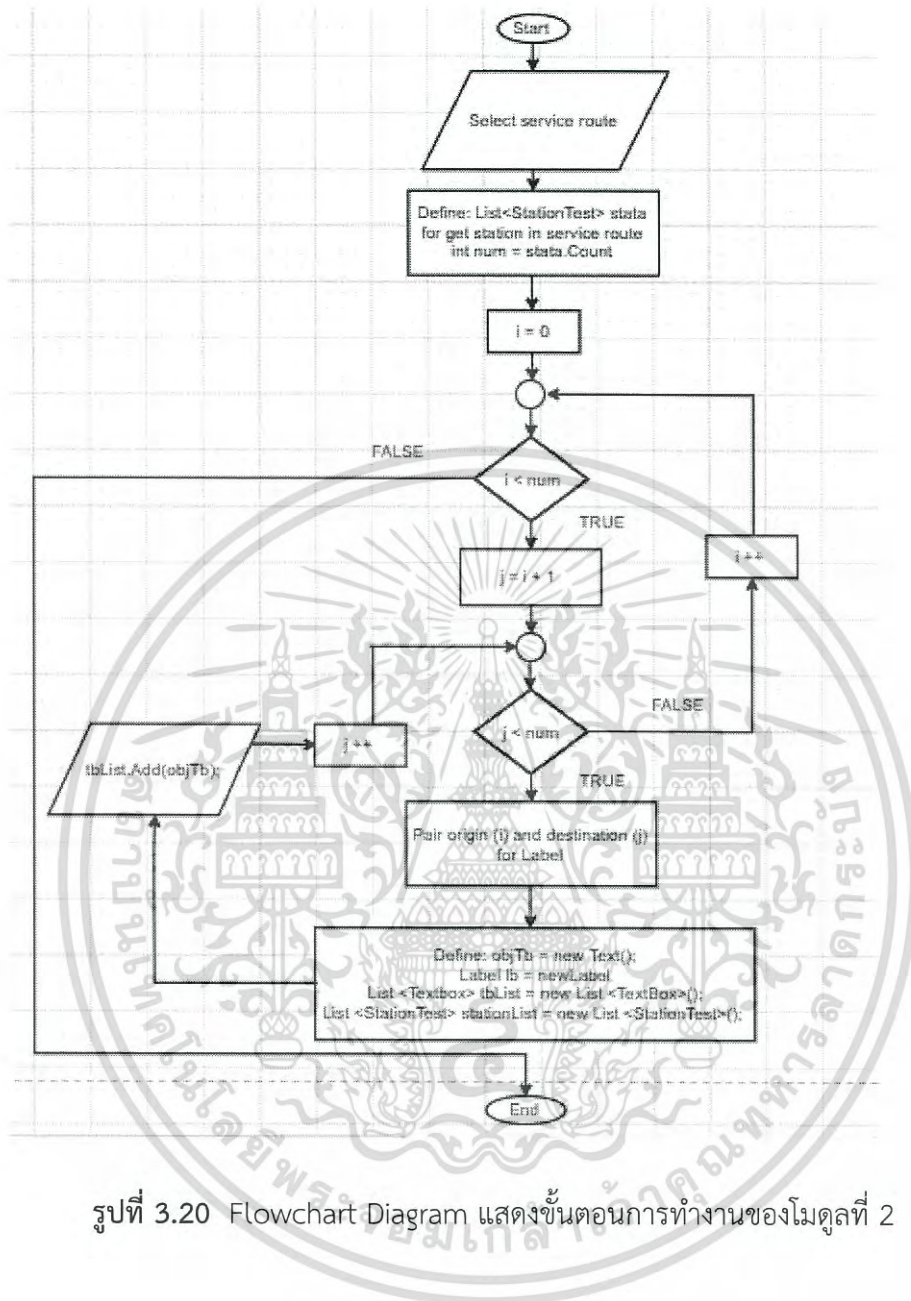 Start
Select service route
Define: List<StationTest> stata
for get station in service route
int num = stata.Count
i = 0
FALSE
i < num
TRUE
i ++
j = i + 1
FALSE
j < num
j ++
tbList.Add(objTb);
TRUE
Pair origin (i) and destination (j)
for Label
Define: objTb = new Text();
Label lb = newLabel
List <Textbox> tbList = new List <TextBox>();
List <StationTest> stationList = new List <StationTest>();
End
รูปที่ 3.20 Flowchart Diagram แสดงขั้นตอนการทำงานของโมดูลที่ 2